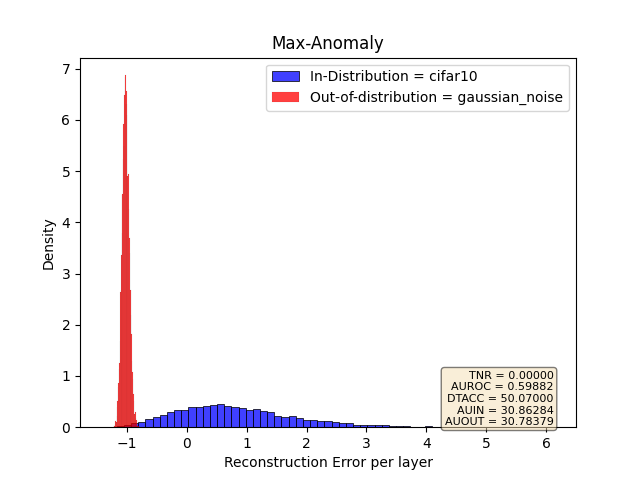 Max-Anomaly
In-Distribution = cifar10
Out-of-distribution = gaussian_noise
7
6
5
4
3
2
1
0
Density
TNR = 0.00000
AUROC = 0.59882
DTACC = 50.07000
AUIN = 30.86284
AUOUT = 30.78379
−1 0 1 2 3 4 5 6
Reconstruction Error per layer